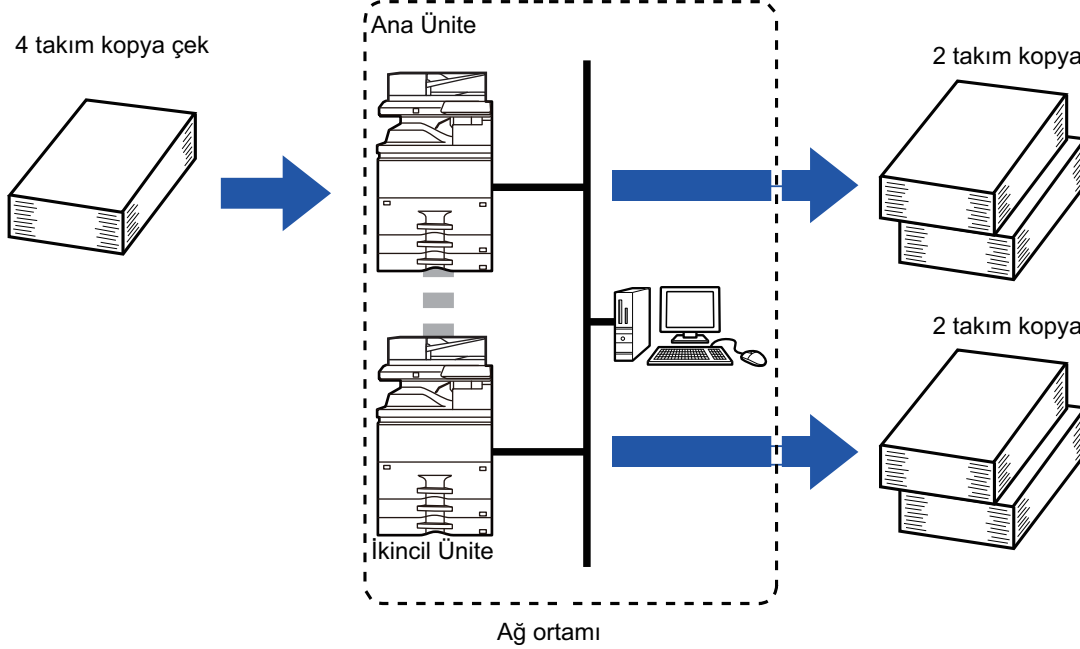 Ana Ünite
4 takım kopya çek
2 takım kopya
2 takım kopya
İkincil Ünite
Ağ ortamı